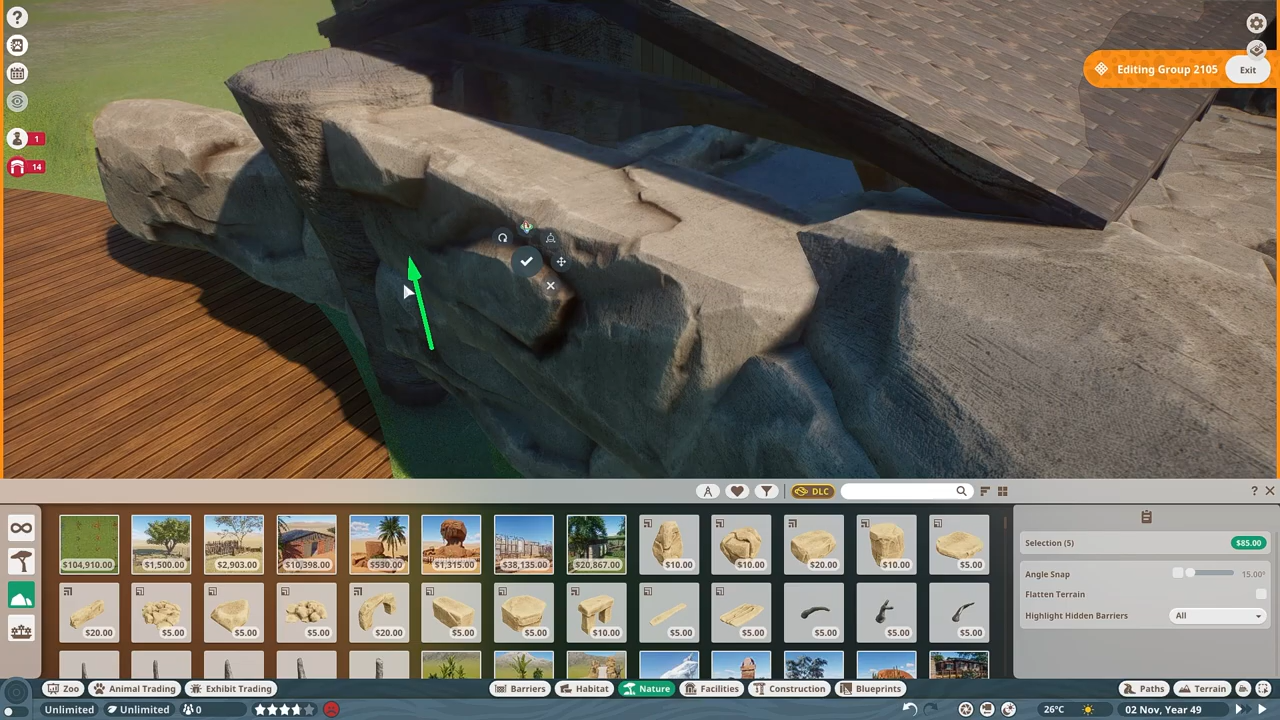 Editing Group 2105 Exit
1
14
DLC
? 
$104,910.00 $1,500.00 $2,903.00 $10,398.00 $530.00 $1,315.00 $38,135.00 $20,867.00 $10.00 $10.00 $20.00 $10.00 $5.00
$20.00 $5.00 $5.00 $5.00 $20.00 $5.00 $5.00 $10.00 $5.00 $5.00 $5.00 $5.00 $5.00
Selection (5) $85.00
Angle Snap 15.00°
Flatten Terrain
Highlight Hidden Barriers All
Zoo Animal Trading Exhibit Trading Barriers Habitat Nature Facilities Construction Blueprints Paths Terrain
Unlimited Unlimited 0 26°C 02 Nov, Year 49